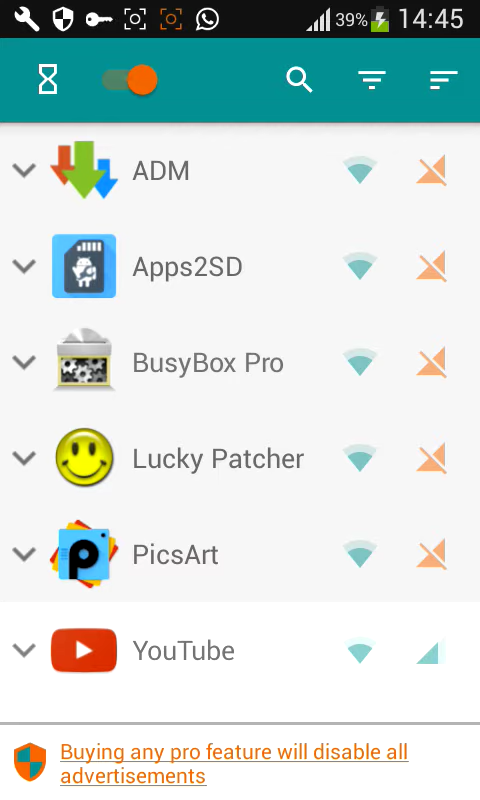 39% 14:45
ADM
Apps2SD
BusyBox Pro
Lucky Patcher
PicsArt
YouTube
Buying any pro feature will disable all
advertisements